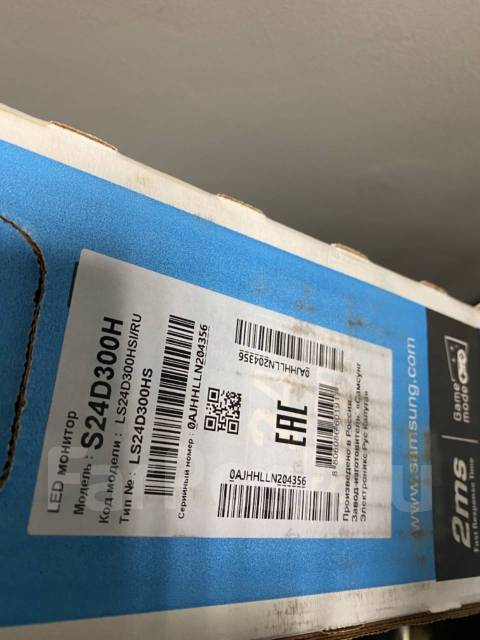 LED монитор
Модель : S24D300H
Код модели : LS24D300HSI/RU
Тип № : LS24D300HS
Серийный номер : 0AJHHLLN204356
0AJHHLLN204356
0AJHHLLN204356
EAC
Произведено в России
Завод-изготовитель «Самсунг
Электроникс Рус Калуга»
www.samsung.com
2ms
Fast Response Time
Game
mode